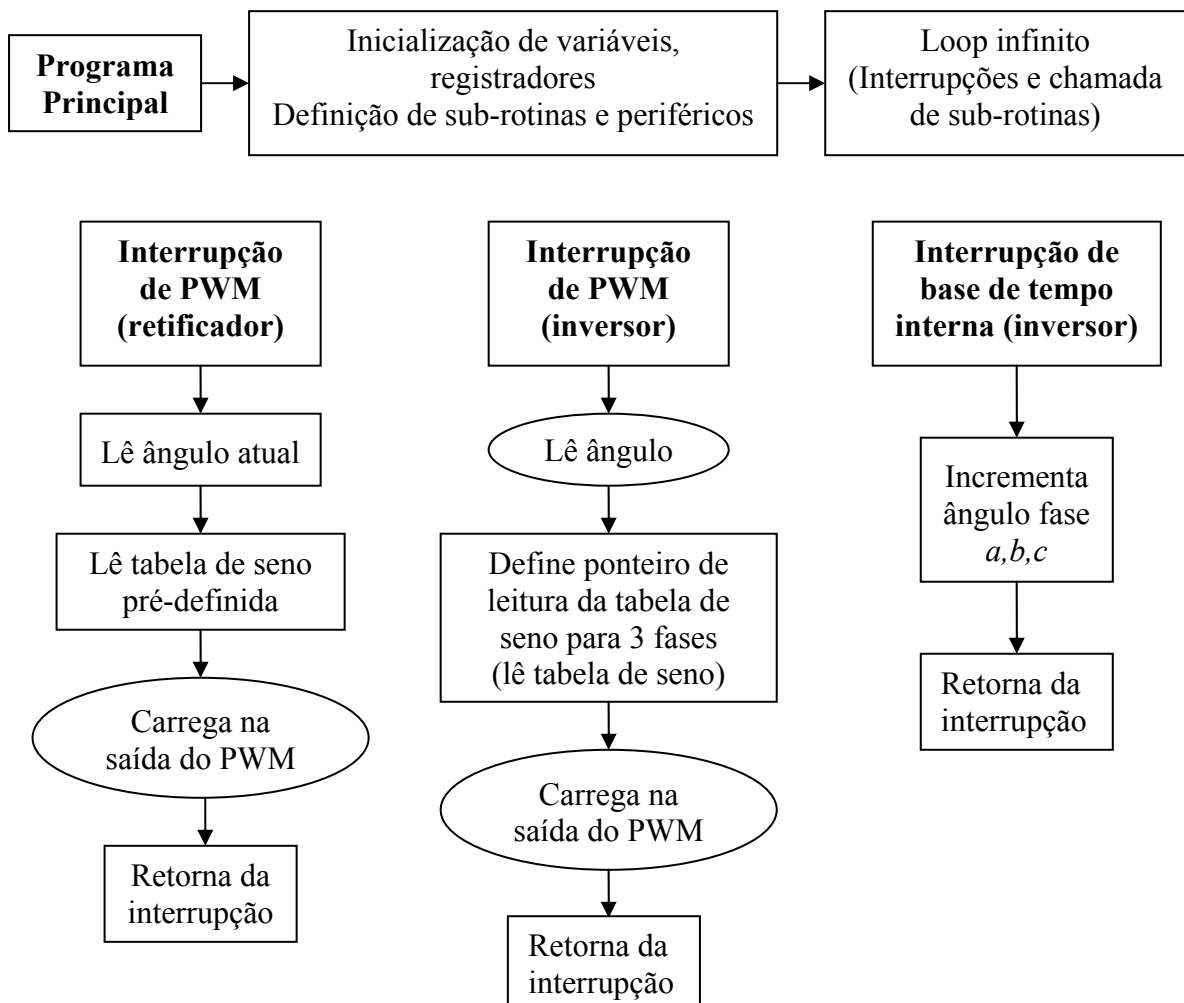 Programa
Principal
Inicialização de variáveis,
registradores
Definição de sub-rotinas e periféricos
Loop infinito
(Interrupções e chamada
de sub-rotinas)
Interrupção
de PWM
(retificador)
Lê ângulo atual
Lê tabela de seno
pré-definida
Carrega na
saída do PWM
Retorna da
interrupção
Interrupção
de PWM
(inversor)
Lê ângulo
Define ponteiro de
leitura da tabela de
seno para 3 fases
(lê tabela de seno)
Carrega na
saída do PWM
Retorna da
interrupção
Interrupção de
base de tempo
interna (inversor)
Incrementa
ângulo fase
a,b,c
Retorna da
interrupção